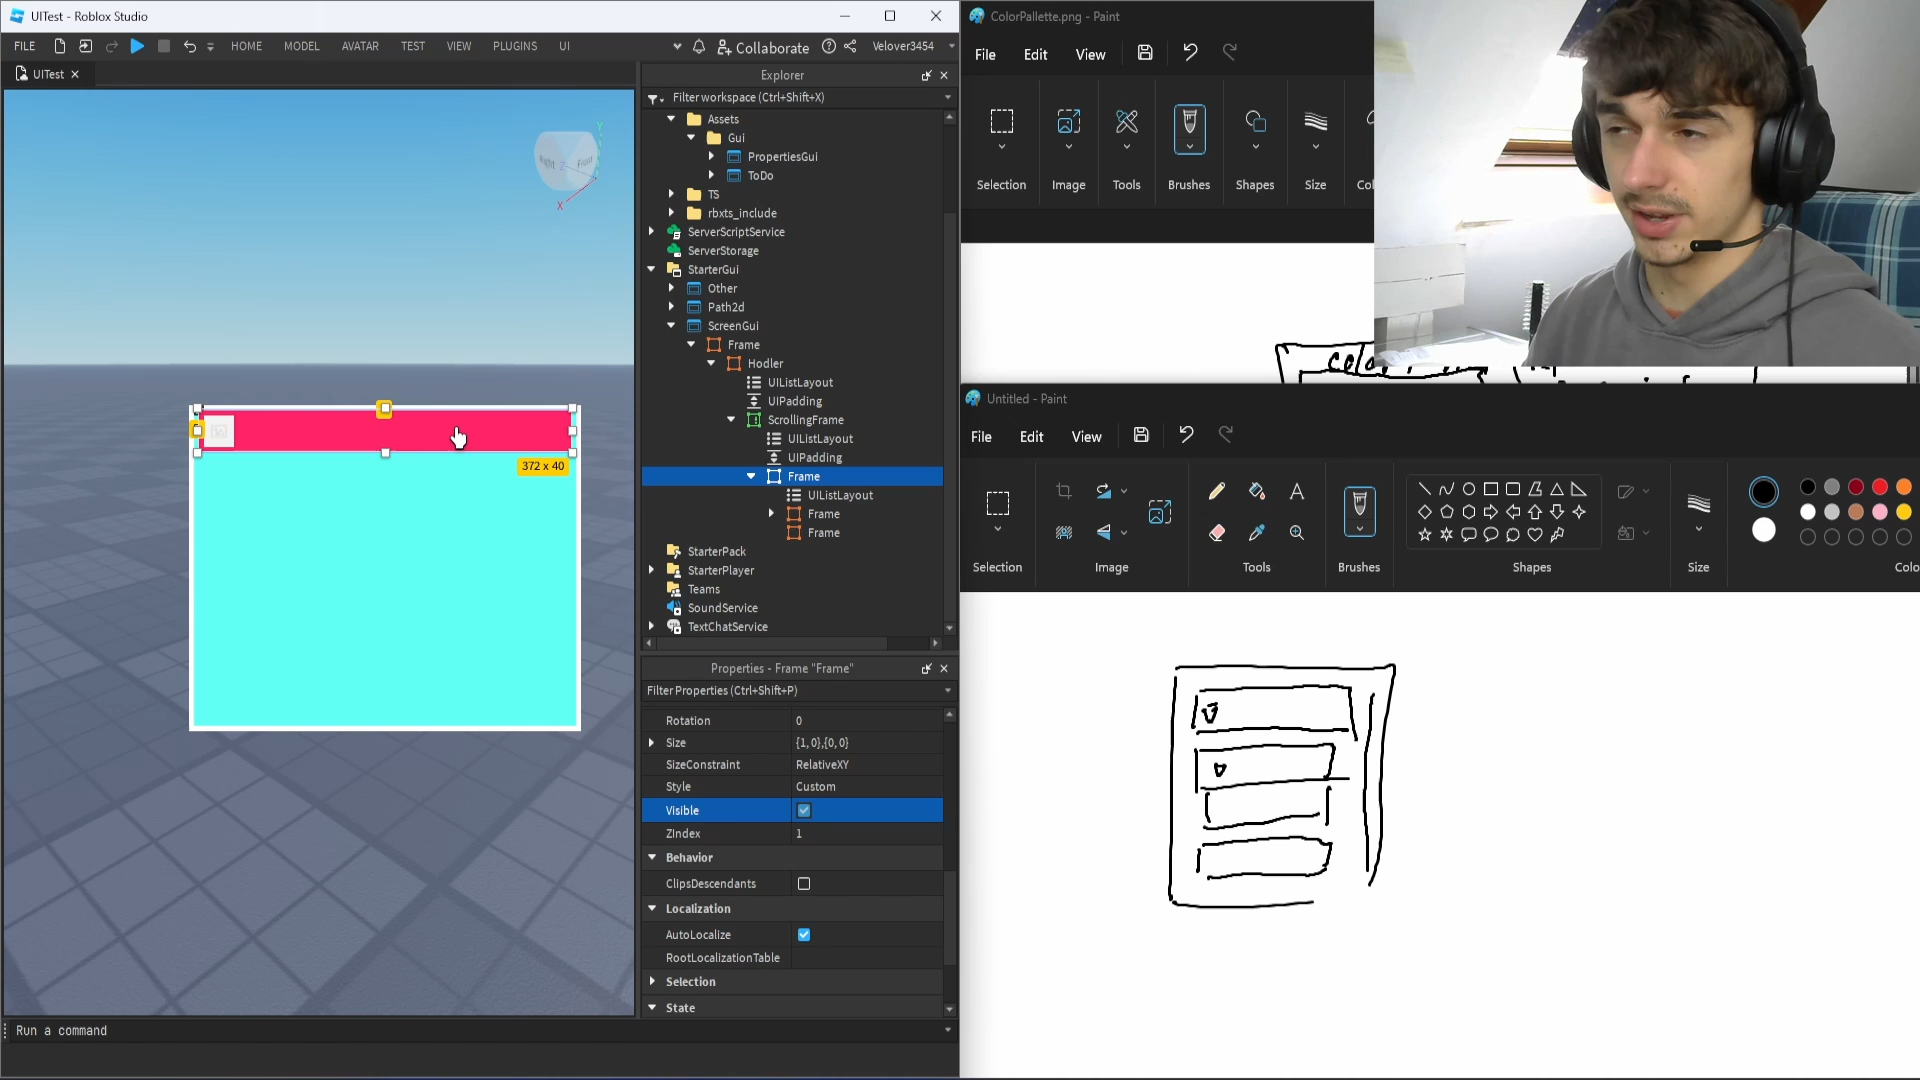 UITest - Roblox Studio
FILE HOME MODEL AVATAR TEST VIEW PLUGINS UI Collaborate Velover3454
UITest
Explorer
Filter workspace (Ctrl+Shift+X)
Assets
Gui
PropertiesGui
ToDo
TS
rbxts_include
ServerScriptService
ServerStorage
StarterGui
Other
Path2d
ScreenGui
Frame
Hodler
UIListLayout
UIPadding
ScrollingFrame
UIListLayout
UIPadding
Frame
UIListLayout
Frame
Frame
StarterPack
StarterPlayer
Teams
SoundService
TextChatService
Right
Front
Y
Z
X
372 x 40
Properties - Frame "Frame"
Filter Properties (Ctrl+Shift+P)
Rotation 0
Size {1, 0},{0, 0}
SizeConstraint RelativeXY
Style Custom
Visible
ZIndex 1
Behavior
ClipsDescendants
Localization
AutoLocalize
RootLocalizationTable
Selection
State
Run a command
ColorPallette.png - Paint
File Edit View
Selection Image Tools Brushes Shapes Size Col
Untitled - Paint
File Edit View
Selection Image Tools Brushes Shapes Size Colo